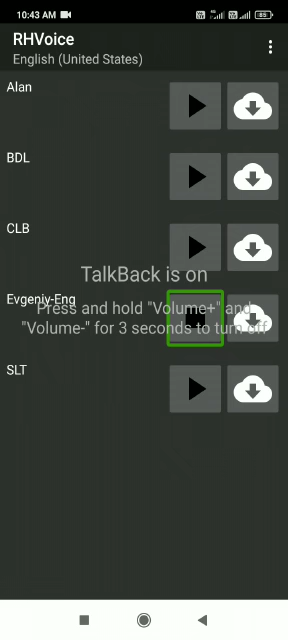 10:43 AM
85
RHVoice
English (United States)
Alan
BDL
CLB
TalkBack is on
Evgeniy-Eng
Press and hold "Volume+" and
"Volume-" for 3 seconds to turn off
SLT